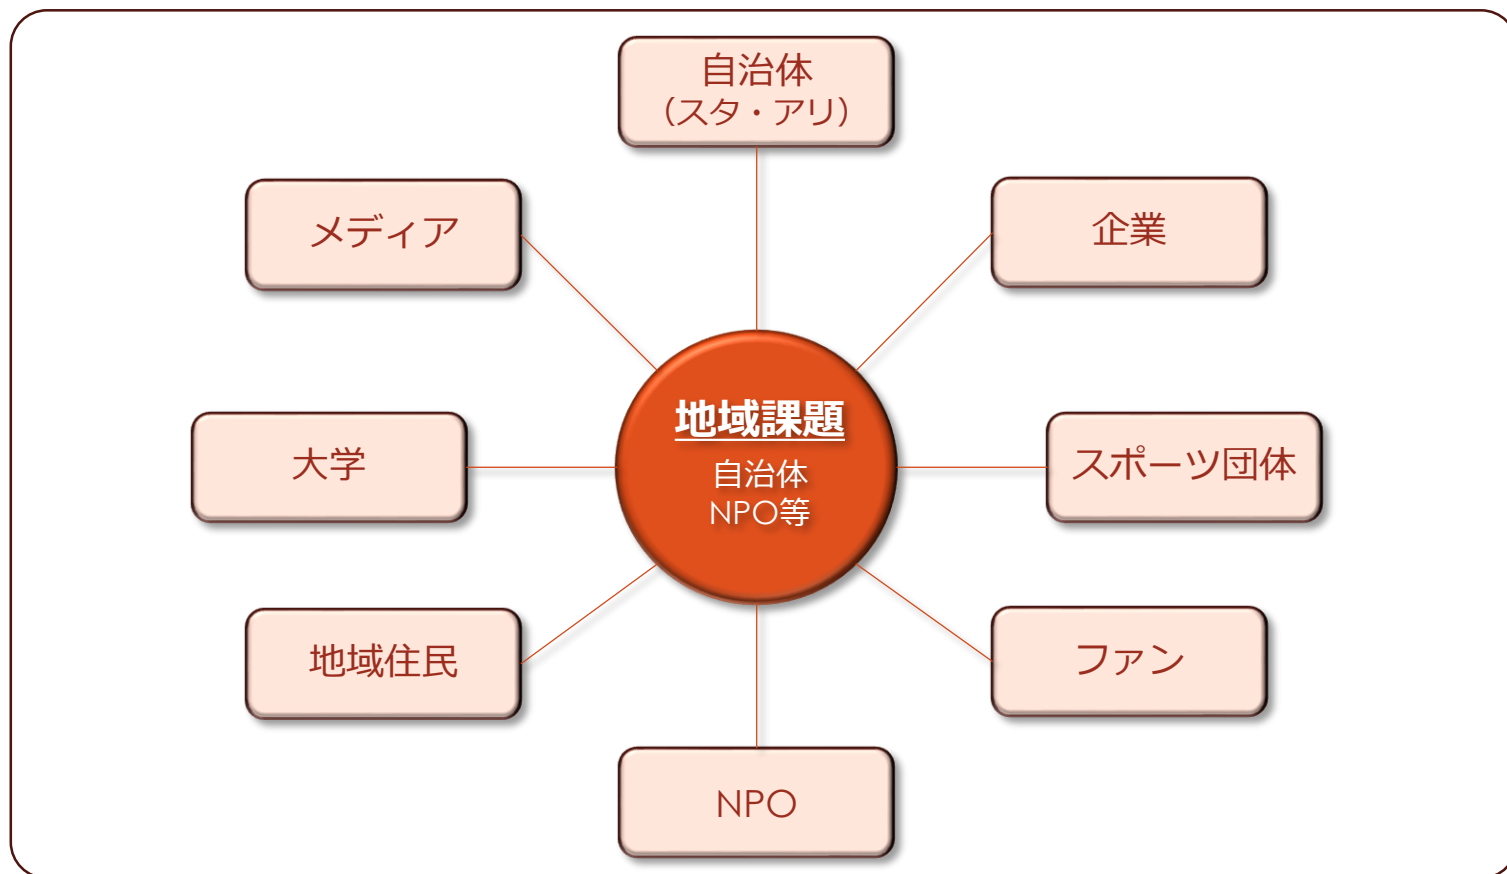 自治体
（スタ・アリ）
メディア
企業
地域課題
自治体
NPO等
大学
スポーツ団体
地域住民
ファン
NPO